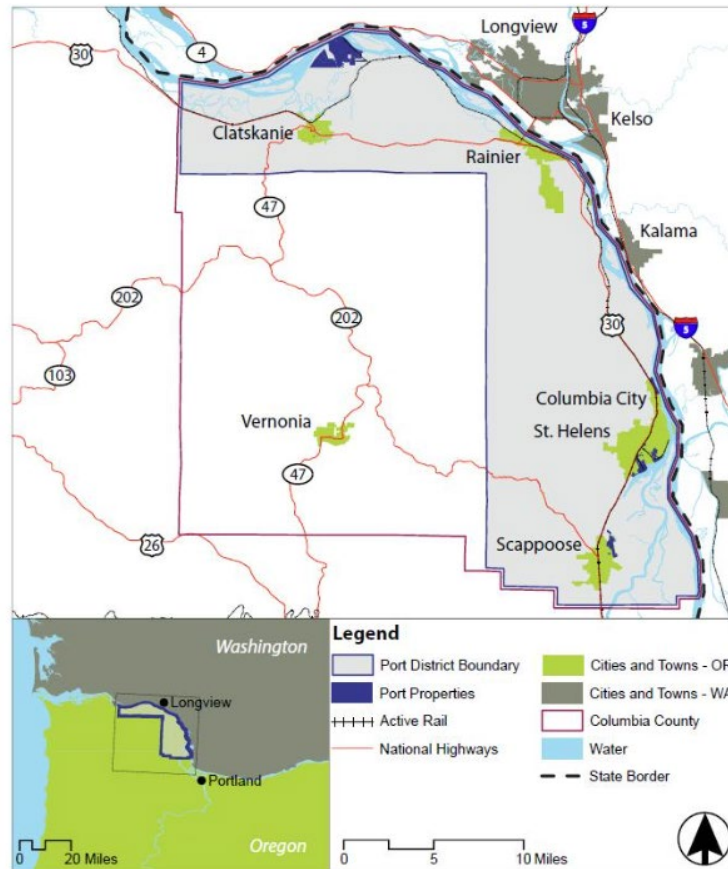 Longview
5
4
30
Clatskanie
Kelso
Rainier
47
Kalama
202
202
30
5
103
Columbia City
Vernonia
St. Helens
47
26
Scappoose
Washington
Longview
Portland
Oregon
0 20 Miles
Legend
Port District Boundary
Port Properties
Active Rail
National Highways
Cities and Towns - OR
Cities and Towns - WA
Columbia County
Water
State Border
0 5 10 Miles